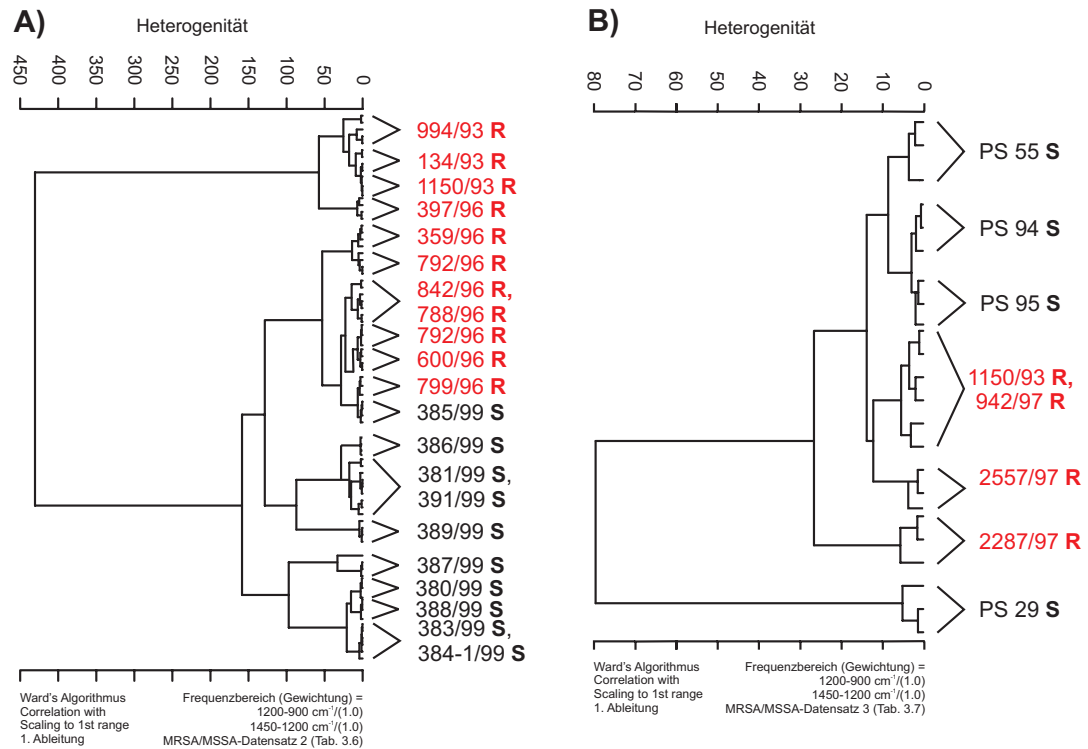 A)
Heterogenität
450 400 350 300 250 200 150 100 50 0
994/93 R
134/93 R
1150/93 R
397/96 R
359/96 R
792/96 R
842/96 R,
788/96 R
792/96 R
600/96 R
799/96 R
385/99 S
386/99 S
381/99 S,
391/99 S
389/99 S
387/99 S
380/99 S
388/99 S
383/99 S,
384-1/99 S
Ward's Algorithmus
Correlation with
Scaling to 1st range
1. Ableitung
Frequenzbereich (Gewichtung) =
1200-900 cm⁻¹/(1.0)
1450-1200 cm⁻¹/(1.0)
MRSA/MSSA-Datensatz 2 (Tab. 3.6)
B)
Heterogenität
80 70 60 50 40 30 20 10 0
PS 55 S
PS 94 S
PS 95 S
1150/93 R,
942/97 R
2557/97 R
2287/97 R
PS 29 S
Ward's Algorithmus
Correlation with
Scaling to 1st range
1. Ableitung
Frequenzbereich (Gewichtung) =
1200-900 cm⁻¹/(1.0)
1450-1200 cm⁻¹/(1.0)
MRSA/MSSA-Datensatz 3 (Tab. 3.7)